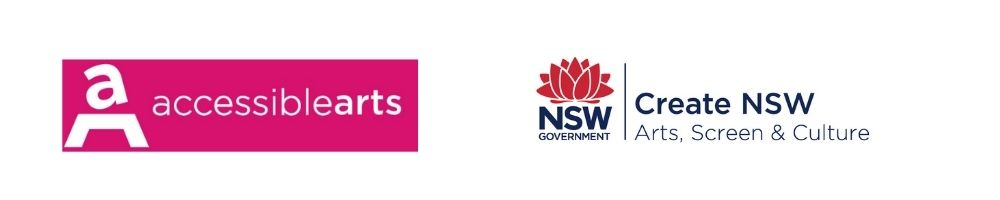 a
A
accessiblearts
NSW
GOVERNMENT
Create NSW
Arts, Screen & Culture